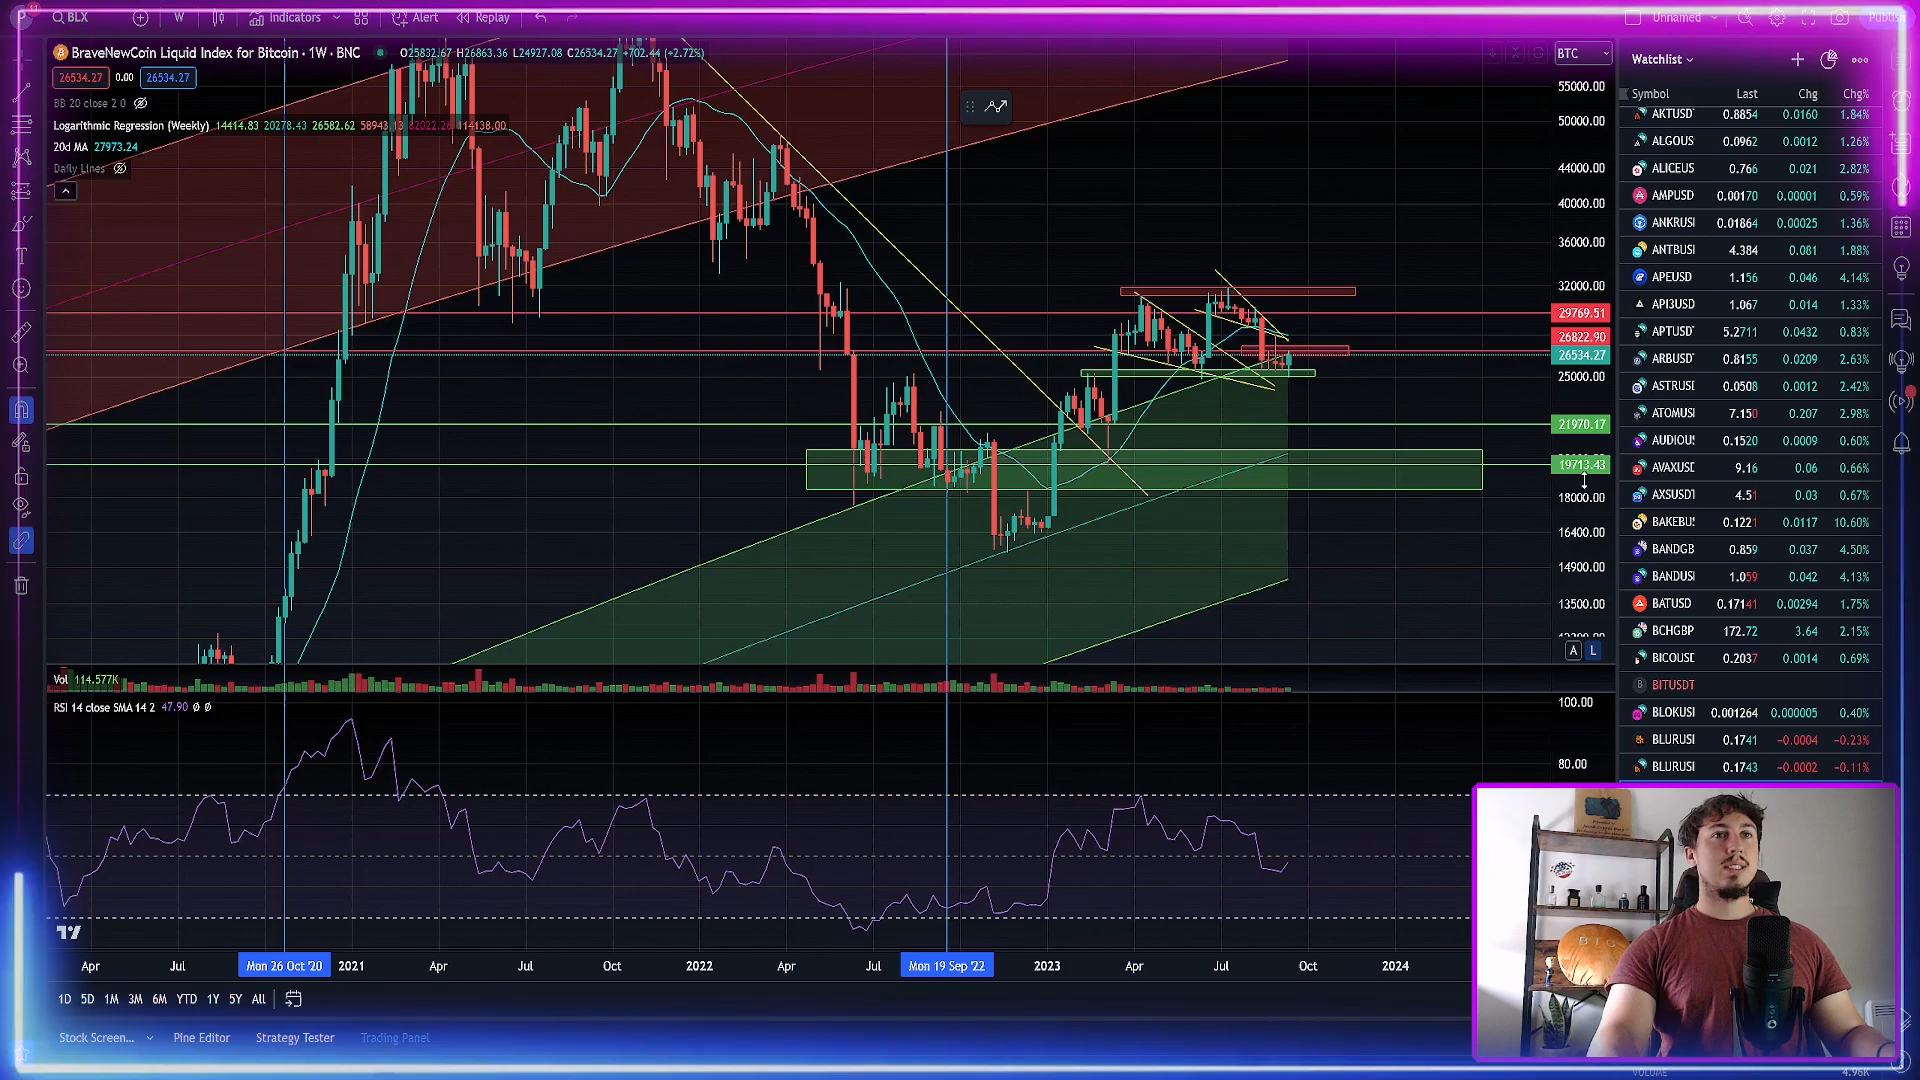 BLX
W
Indicators
Alert
Replay
Unnamed
Publish
BraveNewCoin Liquid Index for Bitcoin · 1W · BNC
O25832.67 H26863.36 L24927.08 C26534.27 +702.44 (+2.72%)
26534.27 0.00 26534.27
BB 20 close 2 0
Logarithmic Regression (Weekly) 14414.83 20278.43 26582.62 58943.13 82022.26 114138.00
20d MA 27973.24
Daily Lines
BTC
55000.00
50000.00
44000.00
40000.00
36000.00
32000.00
29769.51
26822.90
26534.27
25000.00
21970.17
19713.43
18000.00
16400.00
14900.00
13500.00
A L
Vol 114.577K
RSI 14 close SMA 14 2 47.90 Ø Ø
100.00
80.00
Apr
Jul
Mon 26 Oct '20
2021
Apr
Jul
Oct
2022
Apr
Jul
Mon 19 Sep '22
2023
Apr
Jul
Oct
2024
1D 5D 1M 3M 6M YTD 1Y 5Y All
Stock Screen...
Pine Editor
Strategy Tester
Trading Panel
Watchlist
Symbol Last Chg Chg%
AKTUSD 0.8854 0.0160 1.84%
ALGOUS 0.0962 0.0012 1.26%
ALICEUS 0.766 0.021 2.82%
AMPUSD 0.00170 0.00001 0.59%
ANKRUSI 0.01864 0.00025 1.36%
ANTBUSI 4.384 0.081 1.88%
APEUSD 1.156 0.046 4.14%
API3USD 1.067 0.014 1.33%
APTUSD 5.2711 0.0432 0.83%
ARBUSD 0.8155 0.0209 2.63%
ASTRUSI 0.0508 0.0012 2.42%
ATOMUSI 7.150 0.207 2.98%
AUDIOU 0.1520 0.0009 0.60%
AVAXUSI 9.16 0.06 0.66%
AXSUSDT 4.51 0.03 0.67%
BAKEBU 0.1221 0.0117 10.60%
BANDGB 0.859 0.037 4.50%
BANDUSI 1.059 0.042 4.13%
BATUSD 0.17141 0.00294 1.75%
BCHGBP 172.72 3.64 2.15%
BICOUSD 0.2037 0.0014 0.69%
BITUSDT
BLOKUSI 0.001264 0.000005 0.40%
BLURUSI 0.1741 −0.0004 −0.23%
BLURUSI 0.1743 −0.0002 −0.11%
BTC
VOLUME 4.96K